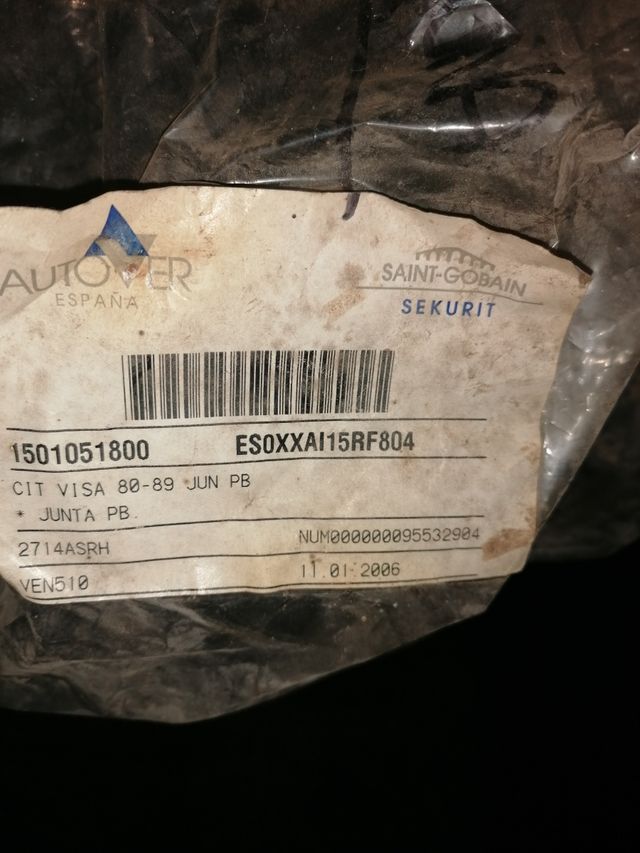 AUTOVER
ESPAÑA
SAINT-GOBAIN
SEKURIT
1501051800 ES0XXAI15RF804
CIT VISA 80-89 JUN PB
* JUNTA PB.
2714ASRH NUM000000095532904
VEN510 11.01-2006